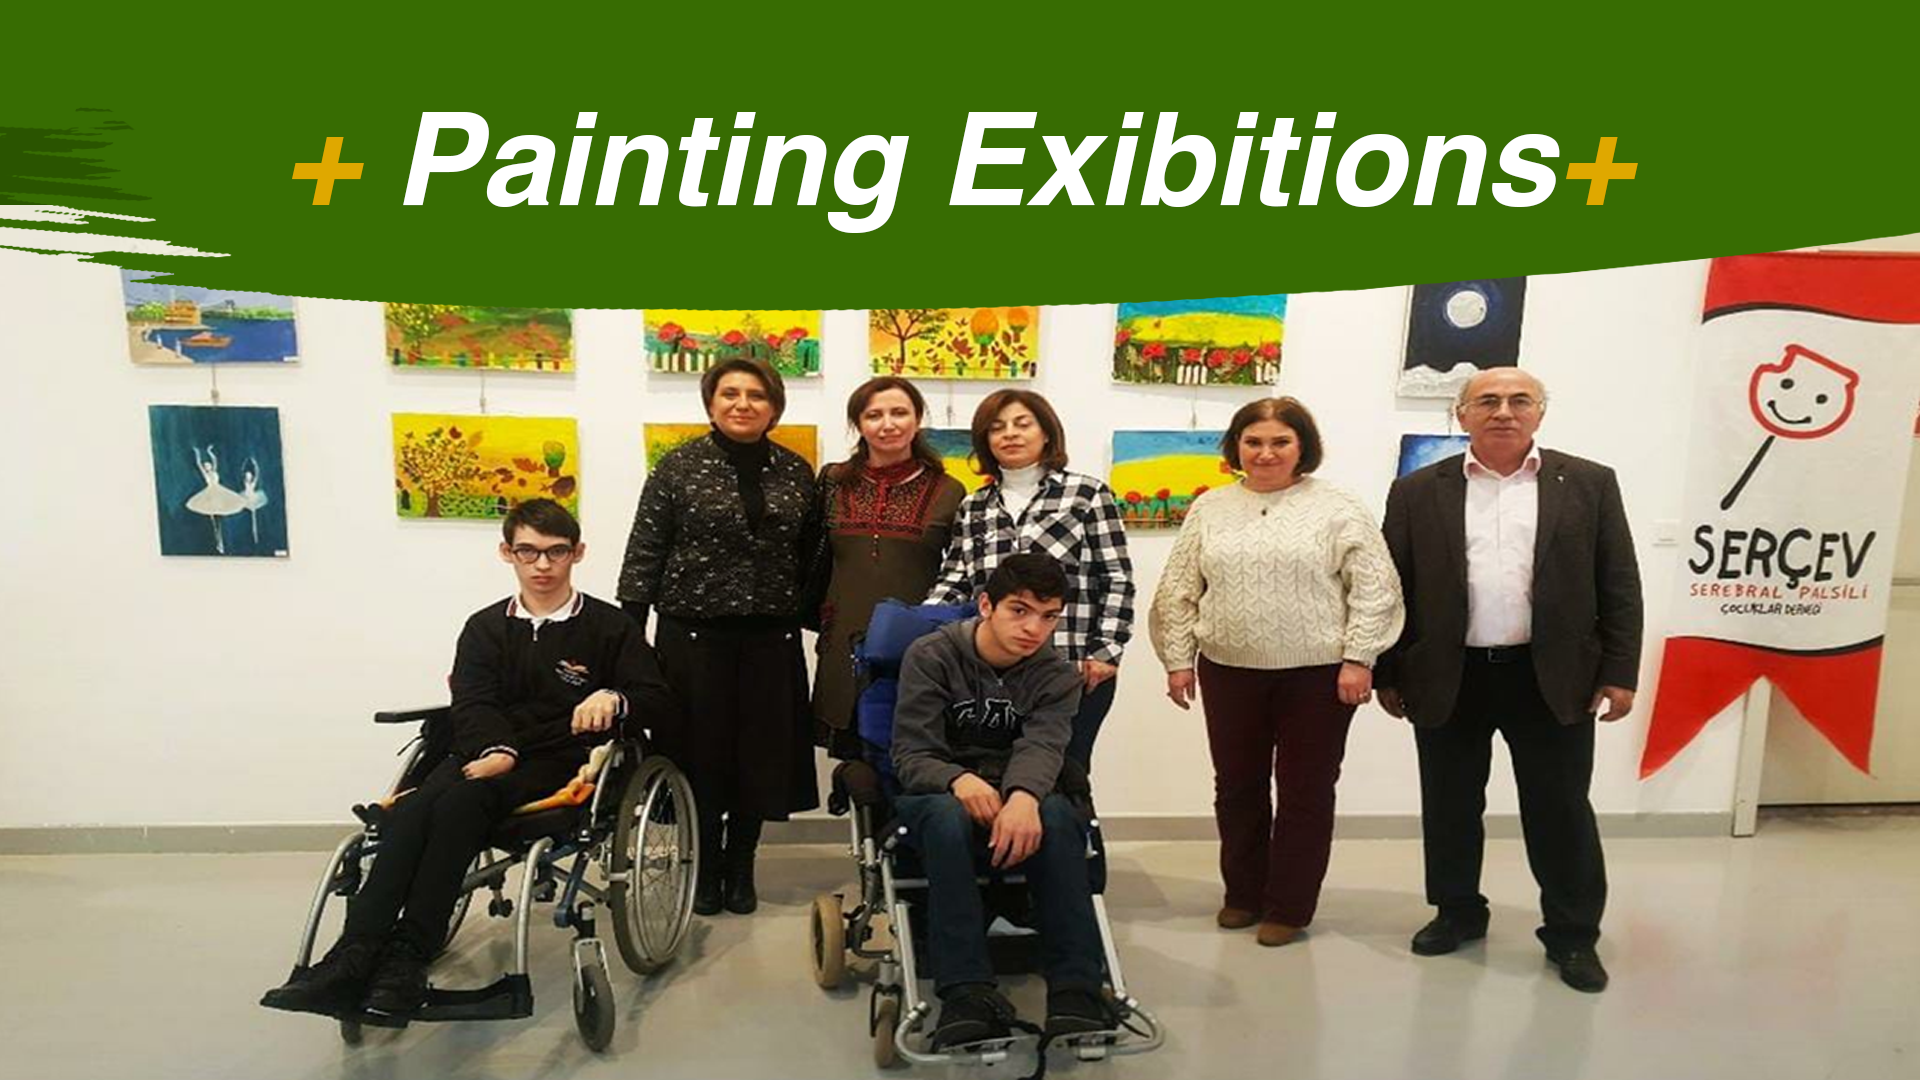 + Painting Exibitions+
SERÇEV
SEREBRAL PALSİLİ
ÇOCUKLAR DERNEĞİ